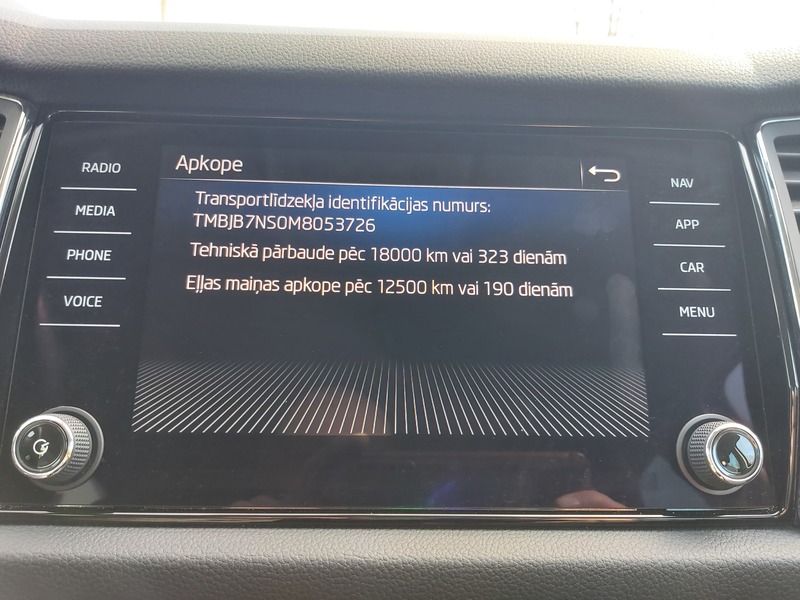 Apkope
RADIO
MEDIA
PHONE
VOICE
Transportlīdzekļa identifikācijas numurs:
TMBJB7NS0M8053726
Tehniskā pārbaude pēc 18000 km vai 323 dienām
Eļļas maiņas apkope pēc 12500 km vai 190 dienām
NAV
APP
CAR
MENU